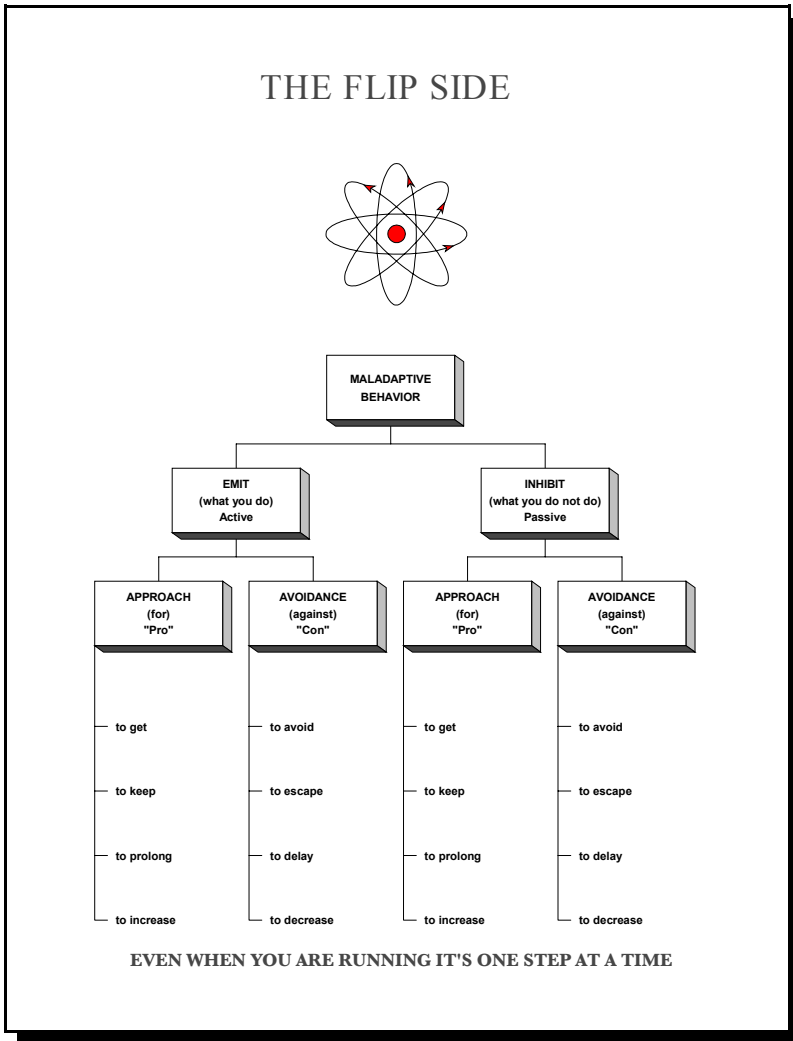 THE FLIP SIDE
MALADAPTIVE
BEHAVIOR
EMIT
(what you do)
Active
INHIBIT
(what you do not do)
Passive
APPROACH
(for)
"Pro"
AVOIDANCE
(against)
"Con"
APPROACH
(for)
"Pro"
AVOIDANCE
(against)
"Con"
to get
to keep
to prolong
to increase
to avoid
to escape
to delay
to decrease
to get
to keep
to prolong
to increase
to avoid
to escape
to delay
to decrease
EVEN WHEN YOU ARE RUNNING IT'S ONE STEP AT A TIME